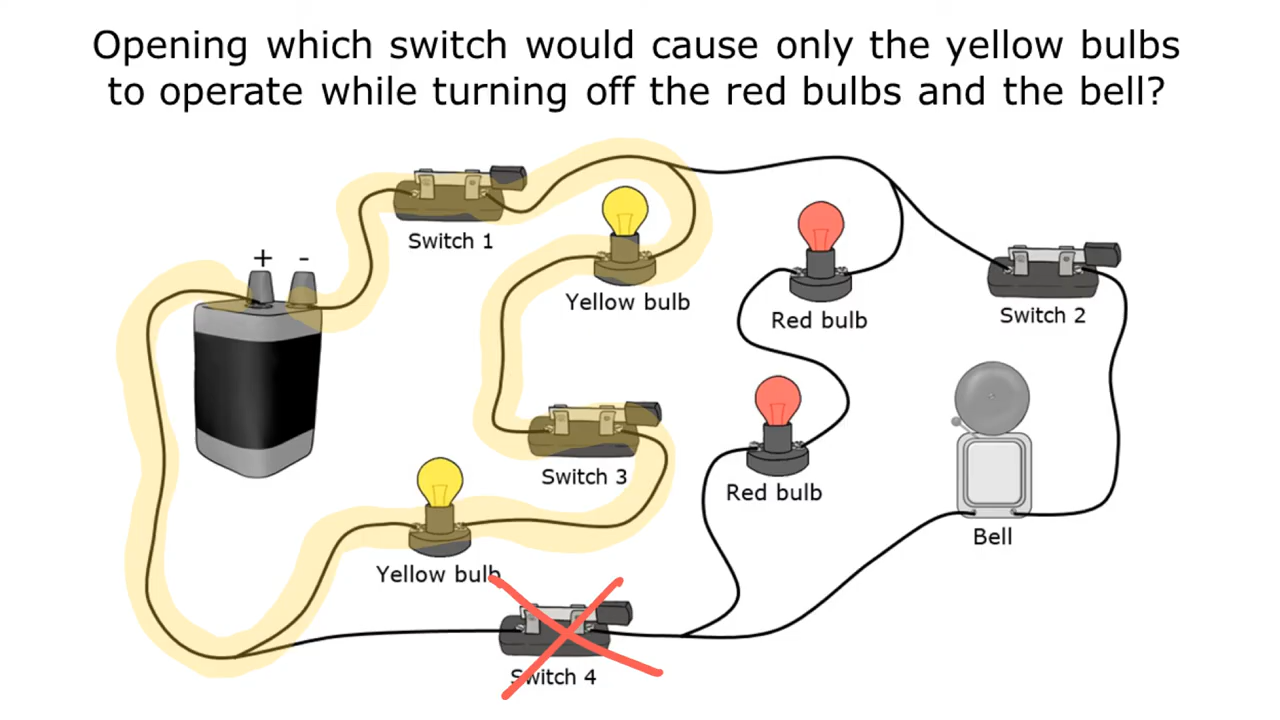 Opening which switch would cause only the yellow bulbs
to operate while turning off the red bulbs and the bell?
Switch 1
+ -
Yellow bulb
Red bulb
Switch 2
Switch 3
Red bulb
Bell
Yellow bulb
Switch 4